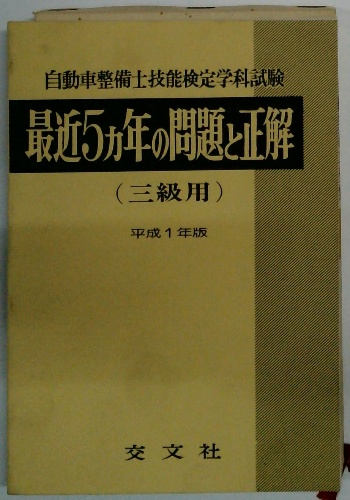 自動車整備士技能検定学科試験
最近5カ年の問題と正解
(三級用)
平成1年版
交文社